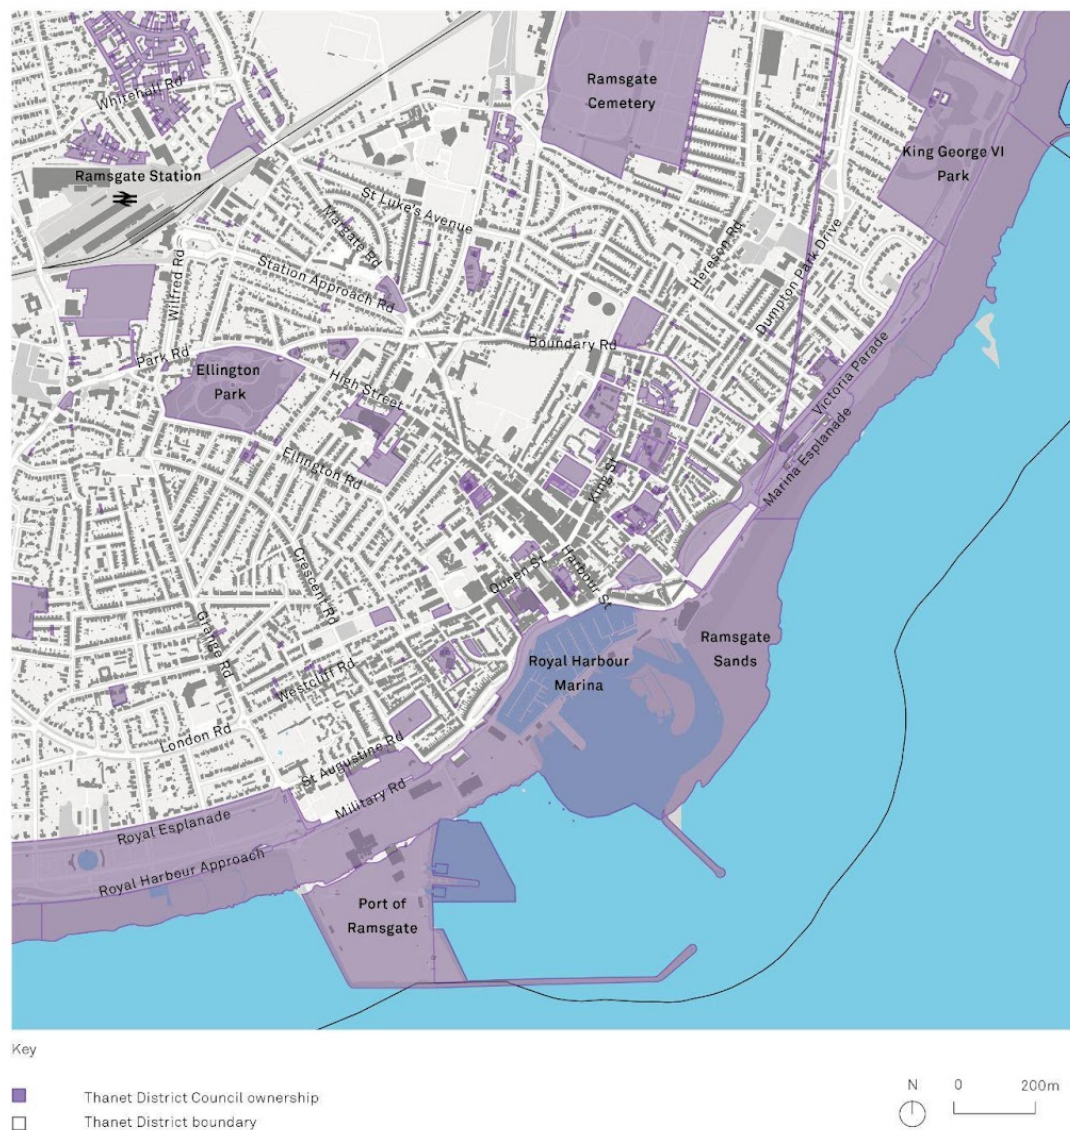 Ramsgate
Cemetery
Whitehall Rd
King George VI
Park
Ramsgate Station
St Luke's Avenue
Margate Rd
Hereson Rd
Dumpton Park Drive
Station Approach Rd
Wilfred Rd
Boundary Rd
Park Rd
Ellington
Park
High Street
Victoria Parade
Marina Esplanade
Ellington Rd
King St
Harbour St
Queen St
Crescent Rd
Grange Rd
Ramsgate
Sands
Royal Harbour
Marina
Westcliff Rd
London Rd
St Augustine Rd
Military Rd
Royal Esplanade
Royal Harbour Approach
Port of
Ramsgate
Key
Thanet District Council ownership
Thanet District boundary
N
0 200m